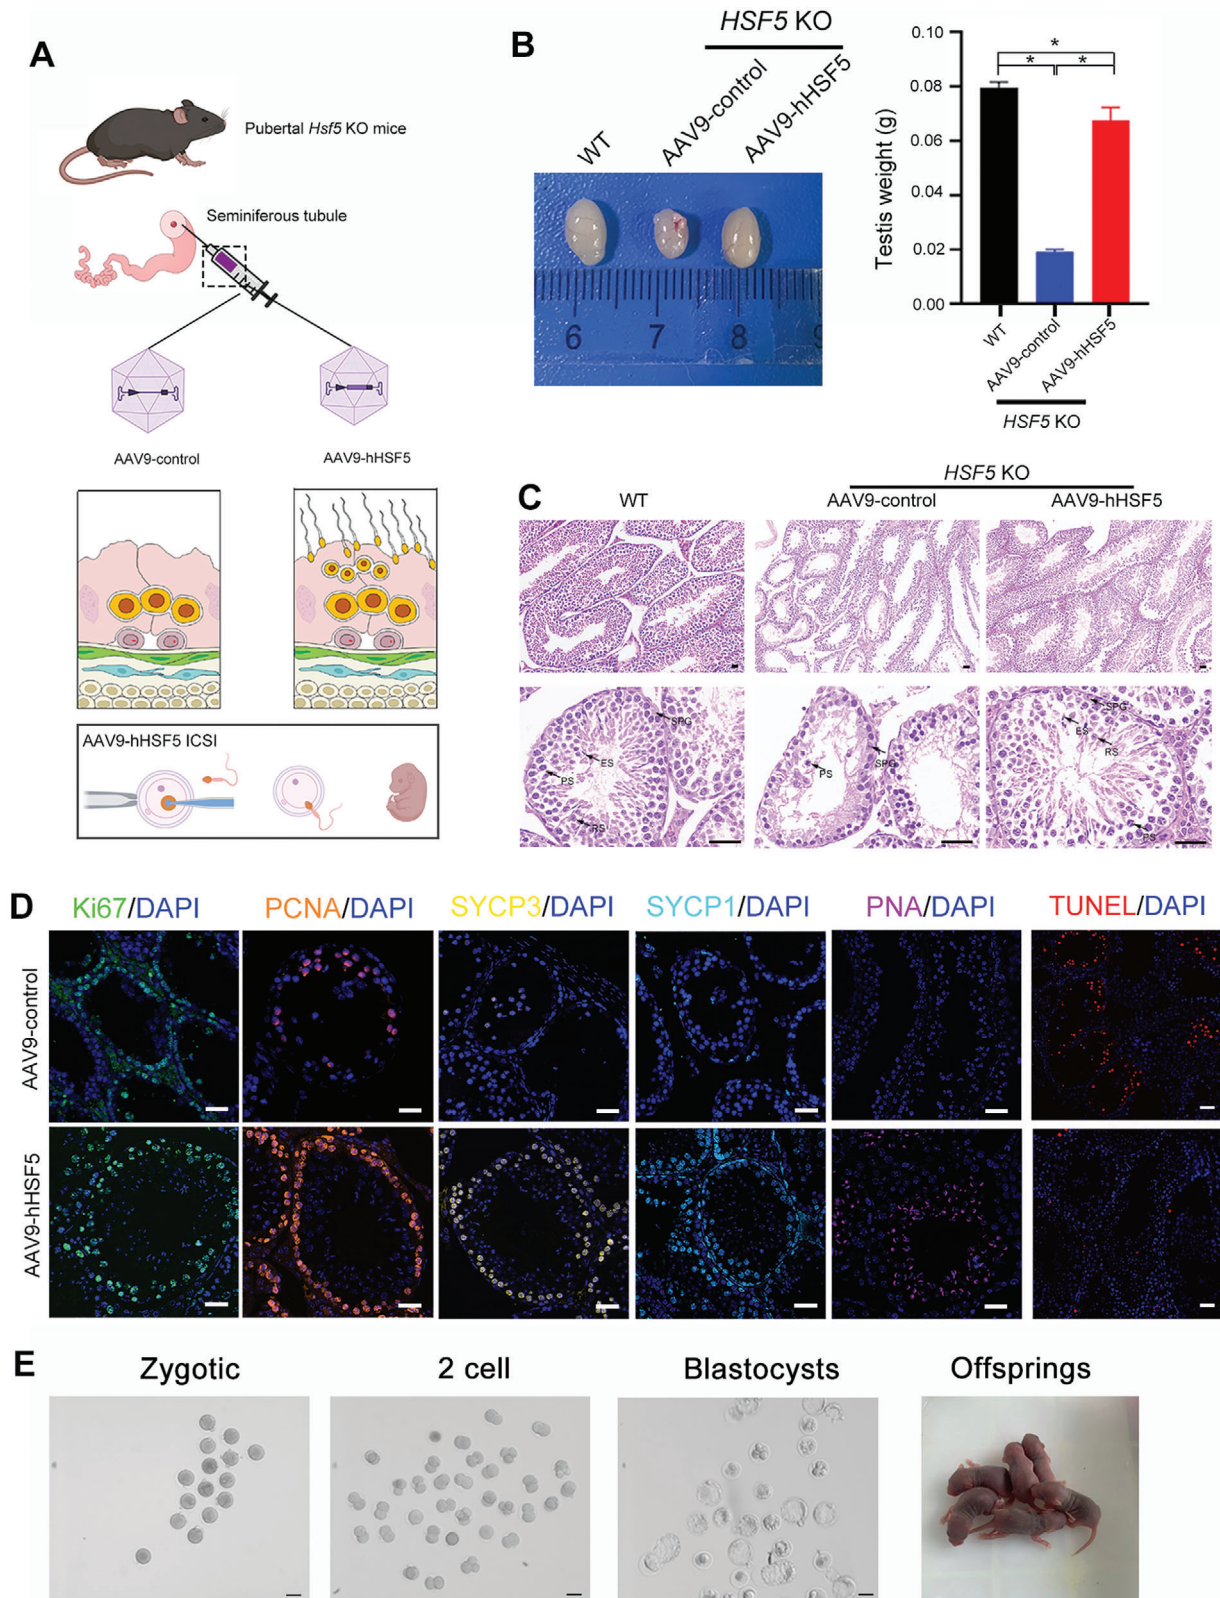 A
Pubertal Hsf5 KO mice
Seminiferous tubule
AAV9-control
AAV9-hHSF5
AAV9-hHSF5 ICSI
B
HSF5 KO
WT
AAV9-control
AAV9-hHSF5
6 7 8 9
Testis weight (g)
0.10
0.08
0.06
0.04
0.02
0.00
*
* *
WT
AAV9-control
AAV9-hHSF5
HSF5 KO
C
HSF5 KO
WT
AAV9-control
AAV9-hHSF5
SPG
ES
PS
RS
SPG
PS
SPG
ES
RS
PS
D
Ki67/DAPI
PCNA/DAPI
SYCP3/DAPI
SYCP1/DAPI
PNA/DAPI
TUNEL/DAPI
AAV9-control
AAV9-hHSF5
E
Zygotic
2 cell
Blastocysts
Offsprings